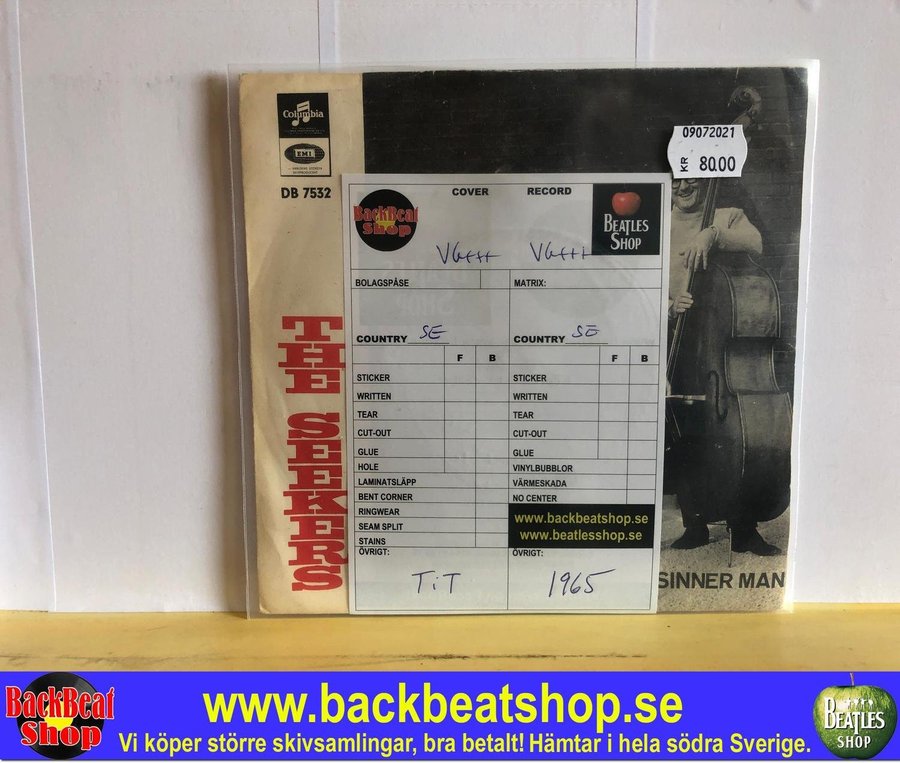 Columbia
EMI
DB 7532
THE SEEKERS
09072021
KR 80.00
COVER RECORD
BackBeat Shop
BEATLES SHOP
VG+++ VG+++
BOLAGSPÅSE MATRIX:
COUNTRY SE COUNTRY SE
F B F B
STICKER STICKER
WRITTEN WRITTEN
TEAR TEAR
CUT-OUT CUT-OUT
GLUE GLUE
HOLE VINYLBUBBLOR
LAMINATSLÄPP VÄRMESKADA
BENT CORNER NO CENTER
RINGWEAR
SEAM SPLIT
STAINS
www.backbeatshop.se
www.beatlesshop.se
ÖVRIGT: ÖVRIGT:
TiT 1965
SINNER MAN
BackBeat Shop
www.backbeatshop.se
Vi köper större skivsamlingar, bra betalt! Hämtar i hela södra Sverige.
BEATLES SHOP